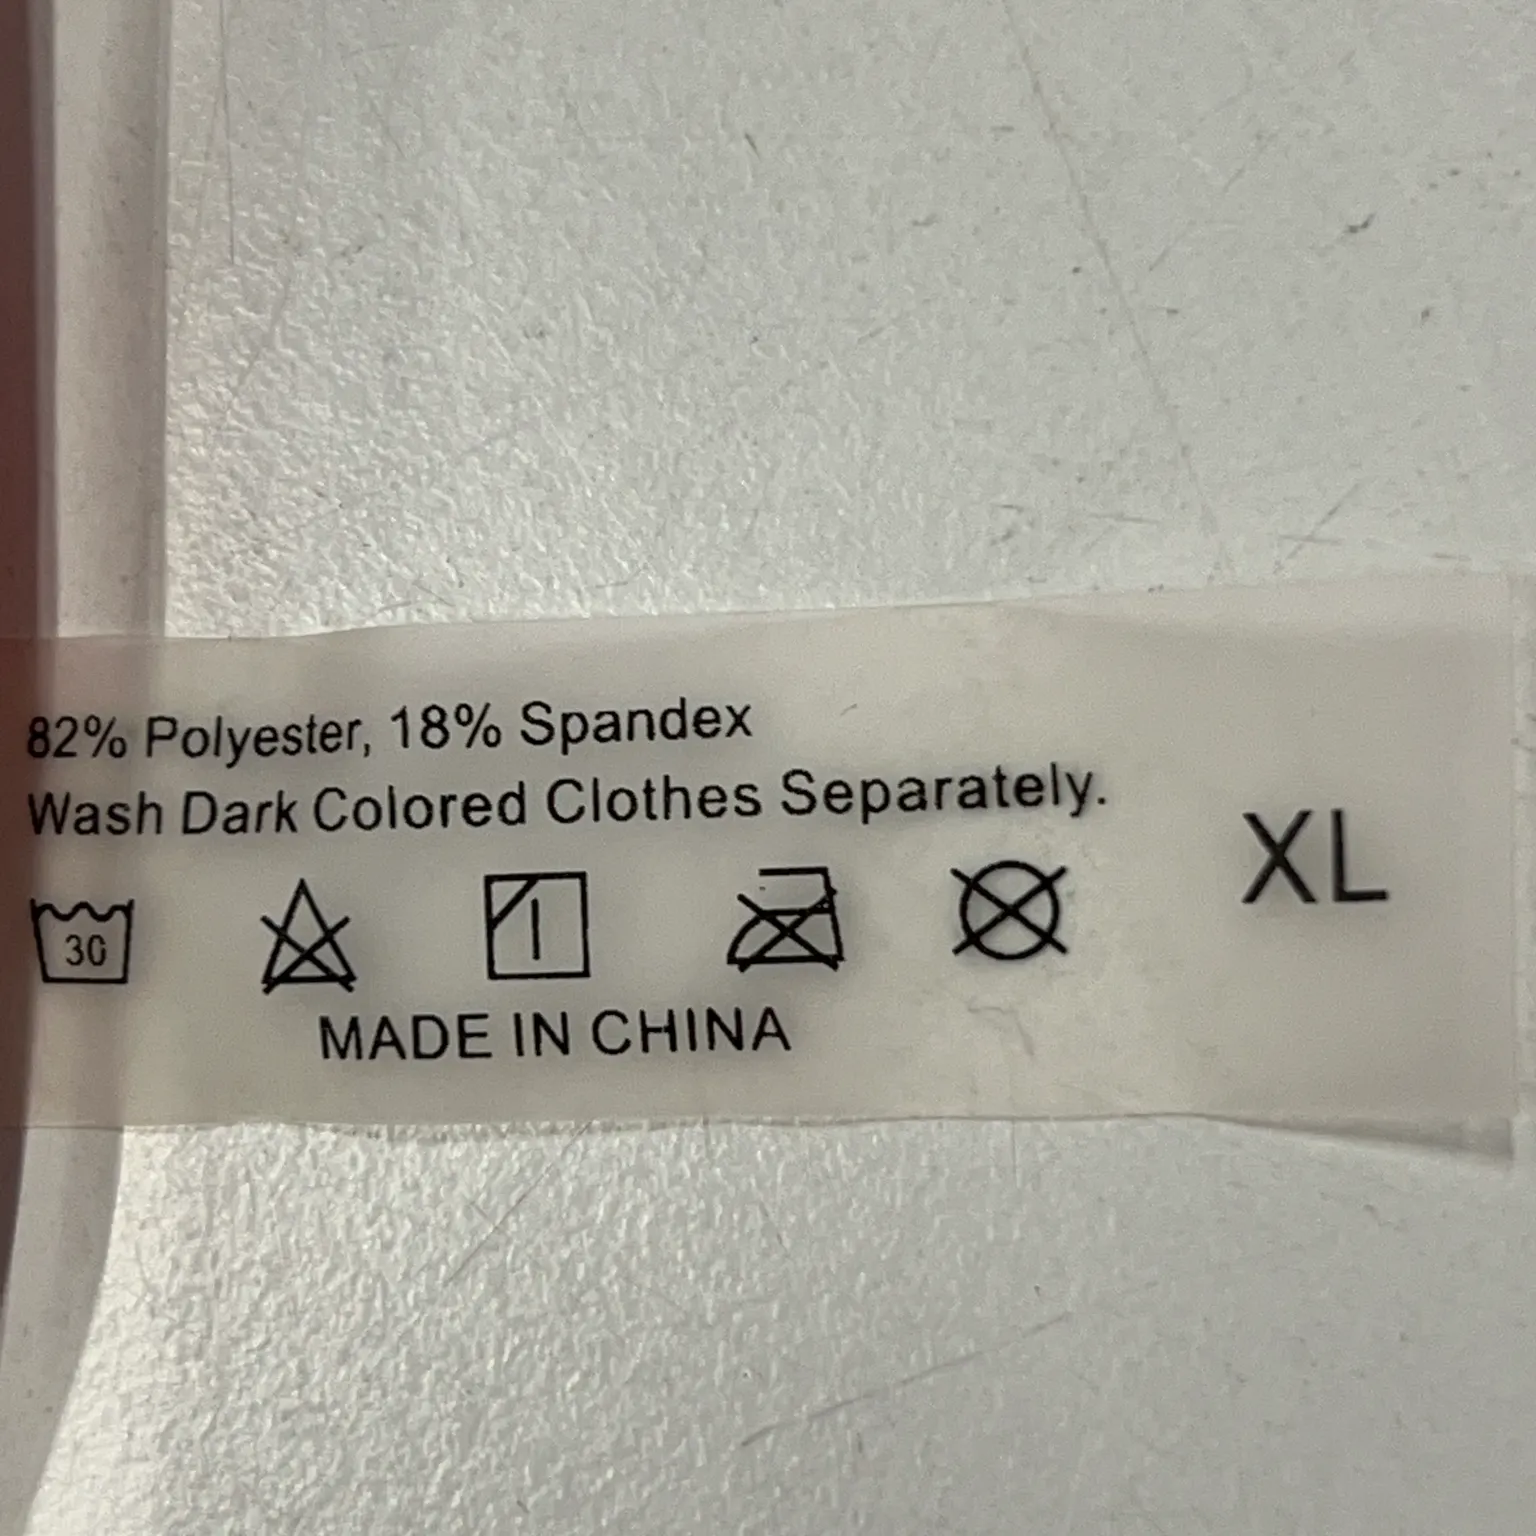 82% Polyester, 18% Spandex
Wash Dark Colored Clothes Separately.
XL
30
MADE IN CHINA